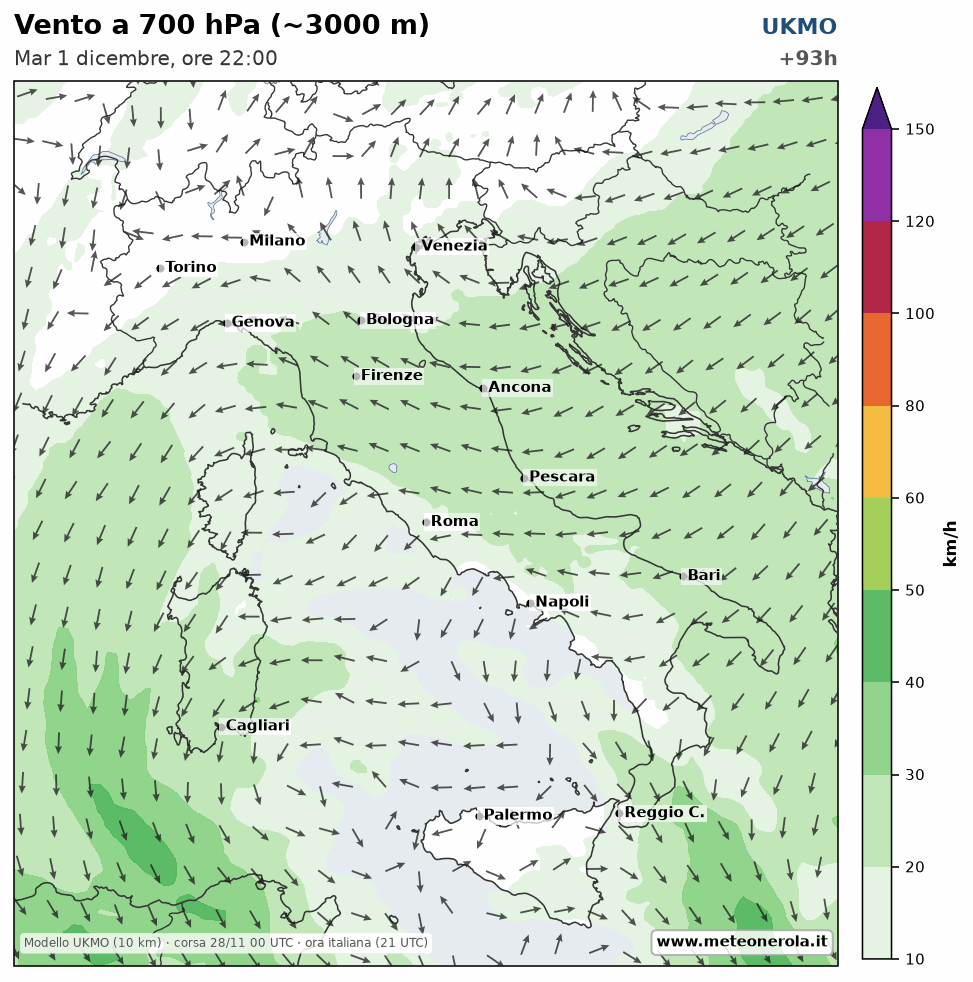 Vento a 700 hPa (~3000 m)
UKMO
Mar 1 dicembre, ore 22:00
+93h
150
120
100
80
60
50
40
30
20
10
km/h
Milano
Venezia
Torino
Genova
Bologna
Firenze
Ancona
Pescara
Roma
Bari
Napoli
Cagliari
Palermo
Reggio C.
Modello UKMO (10 km) · corsa 28/11 00 UTC · ora italiana (21 UTC)
www.meteonerola.it